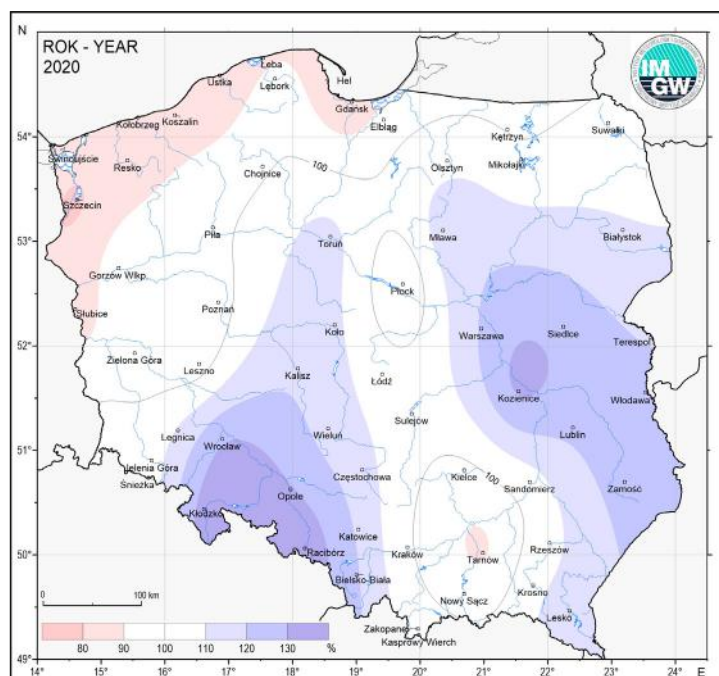 N
ROK - YEAR
2020
IM
GW
Łeba
Hel
Ustka
Lębork
Gdańsk
Kołobrzeg
Koszalin
Elbląg
Kętrzyn
Suwałki
54°
Świnoujście
Resko
Chojnice
100
Olsztyn
Mikołajki
Szczecin
53°
Piła
Toruń
Mława
Białystok
Gorzów Wlkp.
Płock
Słubice
Poznań
Koło
Warszawa
Siedlce
Terespol
52°
Zielona Góra
Leszno
Kalisz
Łódź
Kozienice
Włodawa
Sulejów
51°
Legnica
Wrocław
Wieluń
Lublin
Jelenia Góra
Śnieżka
Częstochowa
Kielce
100
Sandomierz
Zamość
Kłodzko
Opole
50°
Racibórz
Katowice
Kraków
Tarnów
Rzeszów
Bielsko-Biała
Nowy Sącz
Krosno
Lesko
0
100 km
Zakopane
Kasprowy Wierch
80 90 100 110 120 130 %
49°
14° 15° 16° 17° 18° 19° 20° 21° 22° 23° 24° E